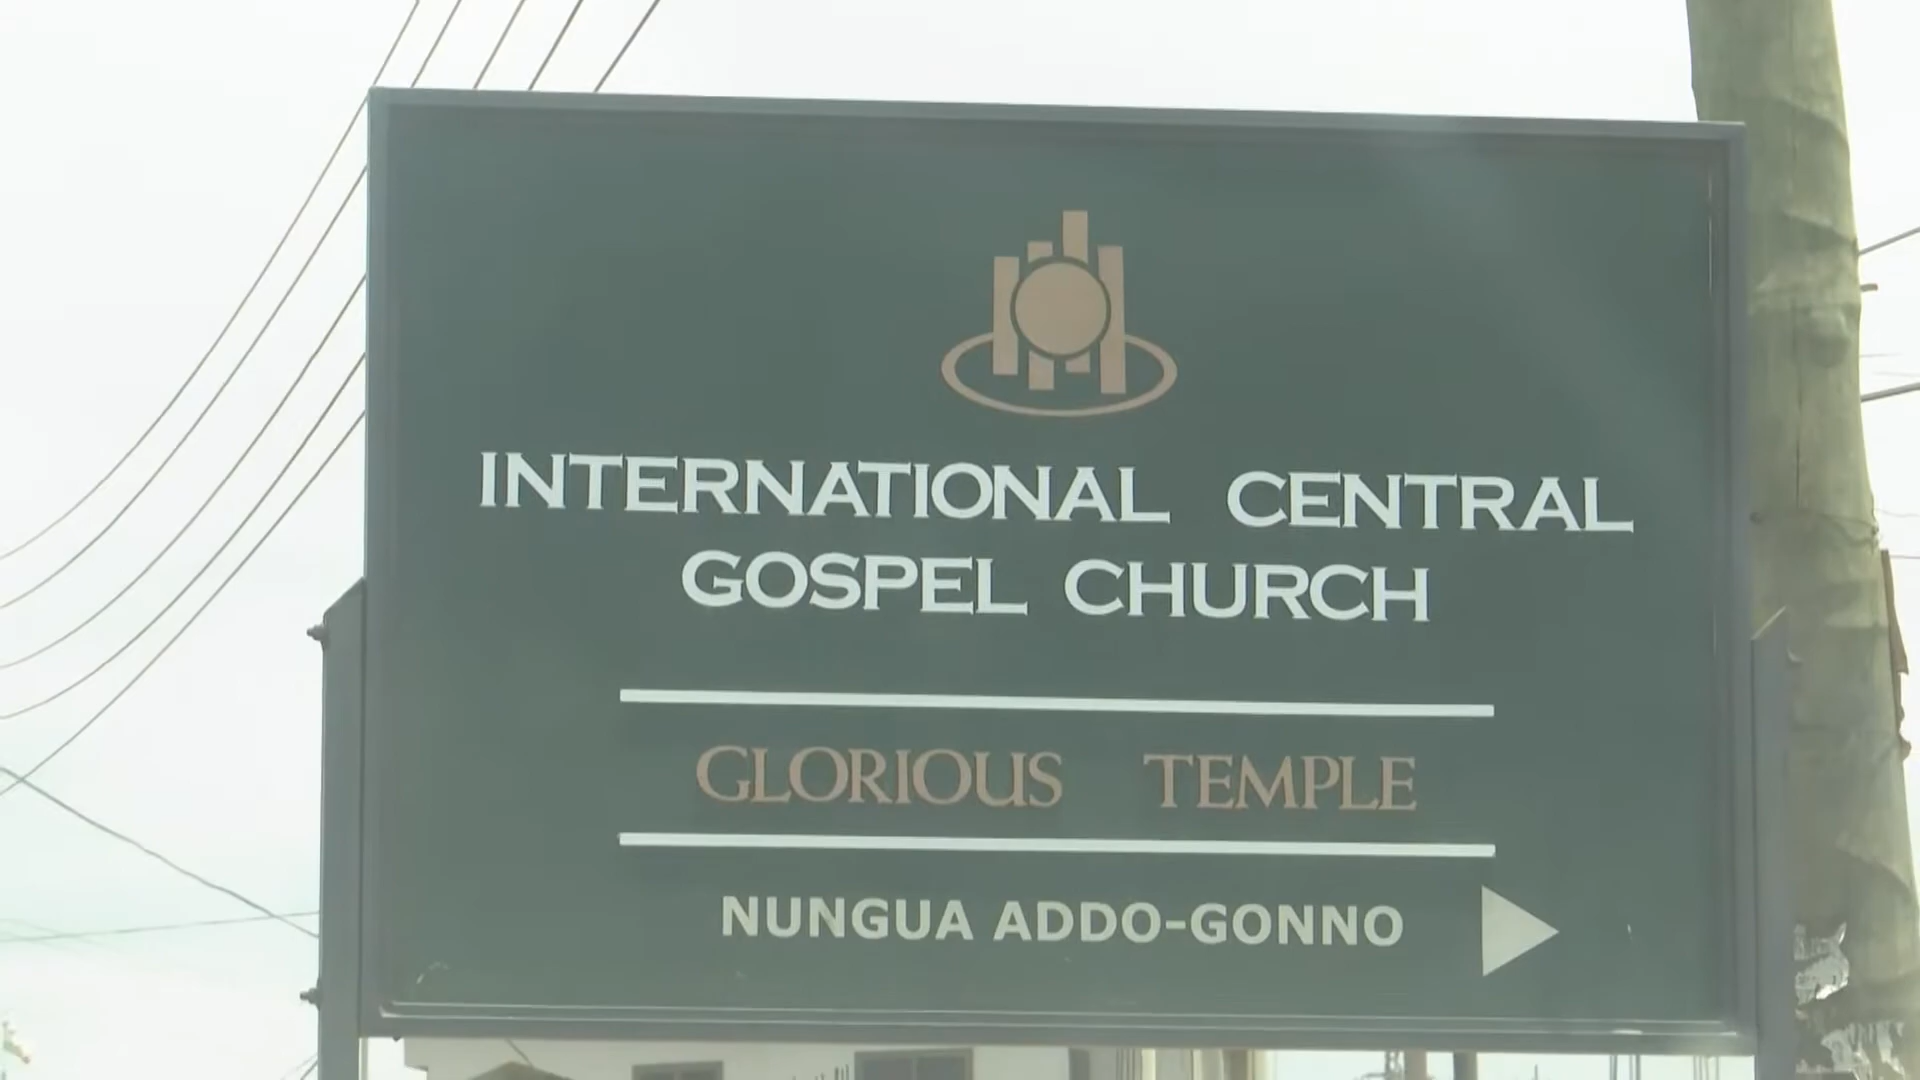 INTERNATIONAL CENTRAL
GOSPEL CHURCH
GLORIOUS TEMPLE
NUNGUA ADDO-GONNO